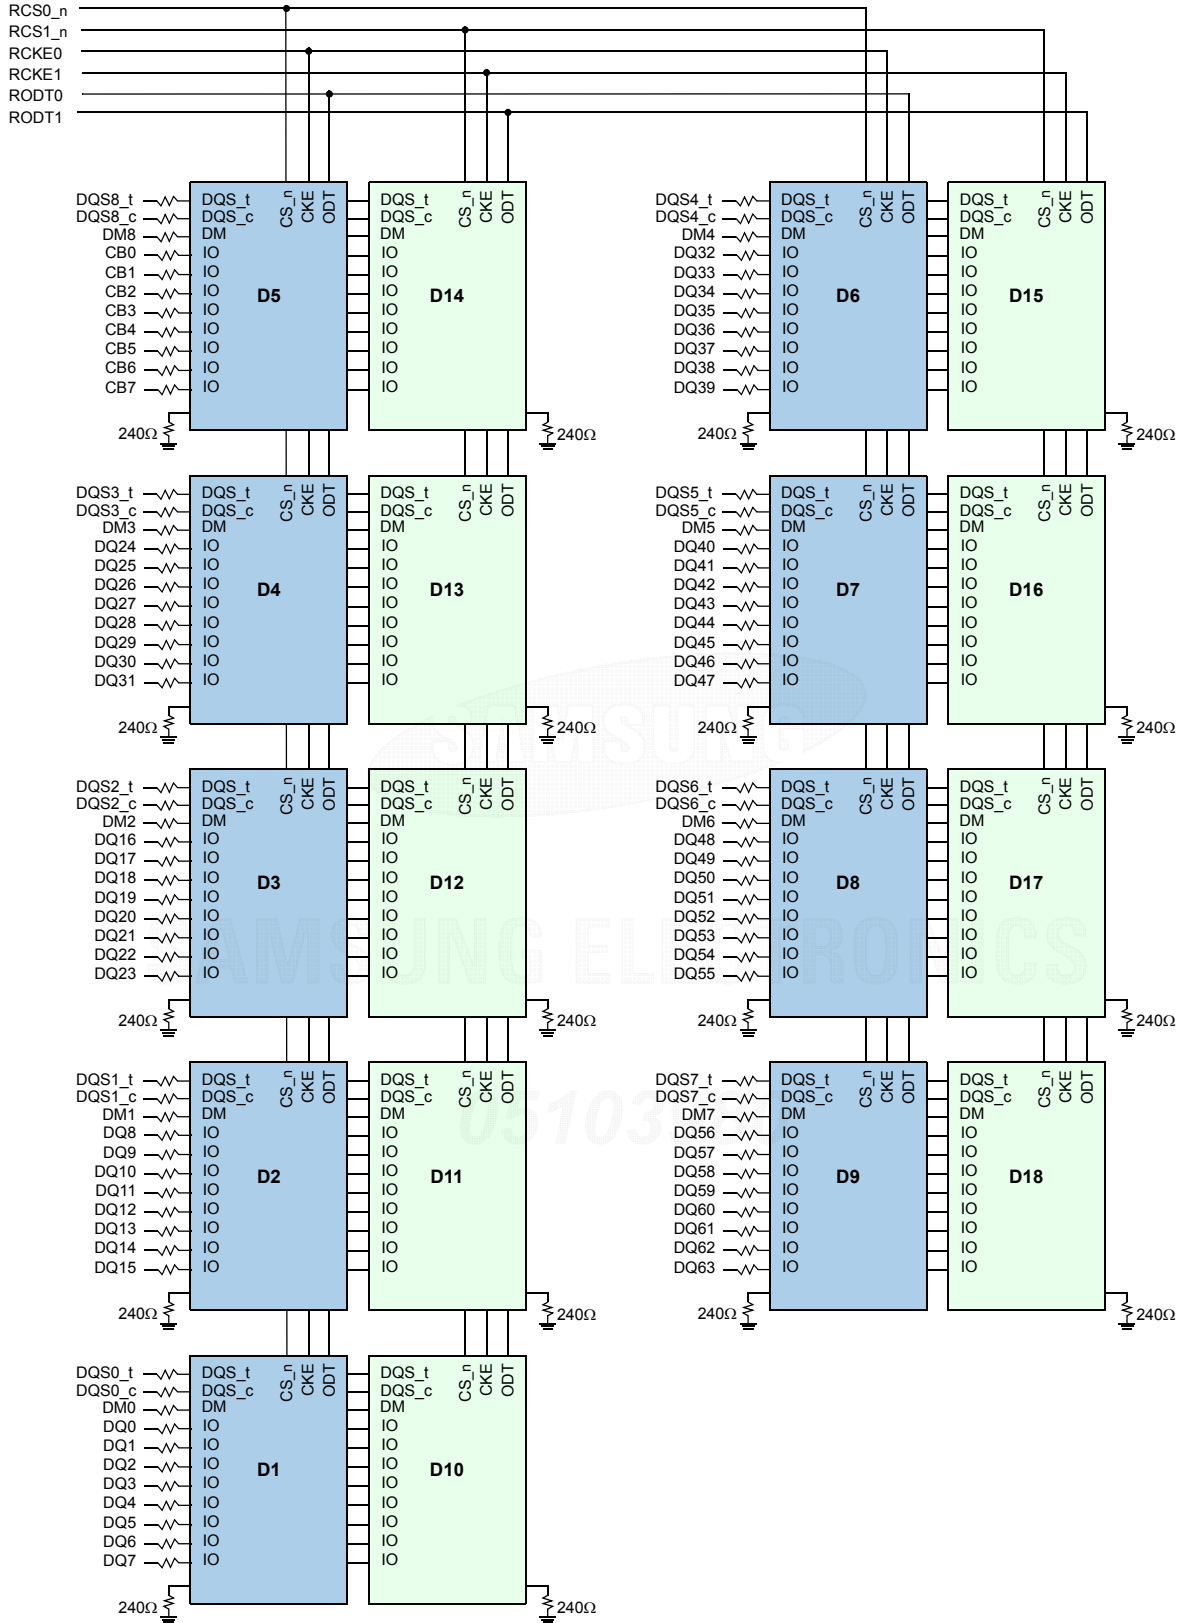 RCS0_n
RCS1_n
RCKE0
RCKE1
RODT0
RODT1
DQS8_t DQS_t CS_n CKE ODT DQS_t CS_n CKE ODT
DQS8_c DQS_c DQS_c
DM8 DM DM
CB0 IO IO
CB1 IO IO
CB2 IO D5 IO D14
CB3 IO IO
CB4 IO IO
CB5 IO IO
CB6 IO IO
CB7 IO IO
240Ω 240Ω
DQS3_t DQS_t CS_n CKE ODT DQS_t CS_n CKE ODT
DQS3_c DQS_c DQS_c
DM3 DM DM
DQ24 IO IO
DQ25 IO IO
DQ26 IO D4 IO D13
DQ27 IO IO
DQ28 IO IO
DQ29 IO IO
DQ30 IO IO
DQ31 IO IO
240Ω 240Ω
DQS2_t DQS_t CS_n CKE ODT DQS_t CS_n CKE ODT
DQS2_c DQS_c DQS_c
DM2 DM DM
DQ16 IO IO
DQ17 IO IO
DQ18 IO D3 IO D12
DQ19 IO IO
DQ20 IO IO
DQ21 IO IO
DQ22 IO IO
DQ23 IO IO
240Ω 240Ω
DQS1_t DQS_t CS_n CKE ODT DQS_t CS_n CKE ODT
DQS1_c DQS_c DQS_c
DM1 DM DM
DQ8 IO IO
DQ9 IO IO
DQ10 IO D2 IO D11
DQ11 IO IO
DQ12 IO IO
DQ13 IO IO
DQ14 IO IO
DQ15 IO IO
240Ω 240Ω
DQS0_t DQS_t CS_n CKE ODT DQS_t CS_n CKE ODT
DQS0_c DQS_c DQS_c
DM0 DM DM
DQ0 IO IO
DQ1 IO IO
DQ2 IO D1 IO D10
DQ3 IO IO
DQ4 IO IO
DQ5 IO IO
DQ6 IO IO
DQ7 IO IO
240Ω 240Ω
DQS4_t DQS_t CS_n CKE ODT DQS_t CS_n CKE ODT
DQS4_c DQS_c DQS_c
DM4 DM DM
DQ32 IO IO
DQ33 IO IO
DQ34 IO D6 IO D15
DQ35 IO IO
DQ36 IO IO
DQ37 IO IO
DQ38 IO IO
DQ39 IO IO
240Ω 240Ω
DQS5_t DQS_t CS_n CKE ODT DQS_t CS_n CKE ODT
DQS5_c DQS_c DQS_c
DM5 DM DM
DQ40 IO IO
DQ41 IO IO
DQ42 IO D7 IO D16
DQ43 IO IO
DQ44 IO IO
DQ45 IO IO
DQ46 IO IO
DQ47 IO IO
240Ω 240Ω
DQS6_t DQS_t CS_n CKE ODT DQS_t CS_n CKE ODT
DQS6_c DQS_c DQS_c
DM6 DM DM
DQ48 IO IO
DQ49 IO IO
DQ50 IO D8 IO D17
DQ51 IO IO
DQ52 IO IO
DQ53 IO IO
DQ54 IO IO
DQ55 IO IO
240Ω 240Ω
DQS7_t DQS_t CS_n CKE ODT DQS_t CS_n CKE ODT
DQS7_c DQS_c DQS_c
DM7 DM DM
DQ56 IO IO
DQ57 IO IO
DQ58 IO D9 IO D18
DQ59 IO IO
DQ60 IO IO
DQ61 IO IO
DQ62 IO IO
DQ63 IO IO
240Ω 240Ω
SAMSUNG
SAMSUNG ELECTRONICS